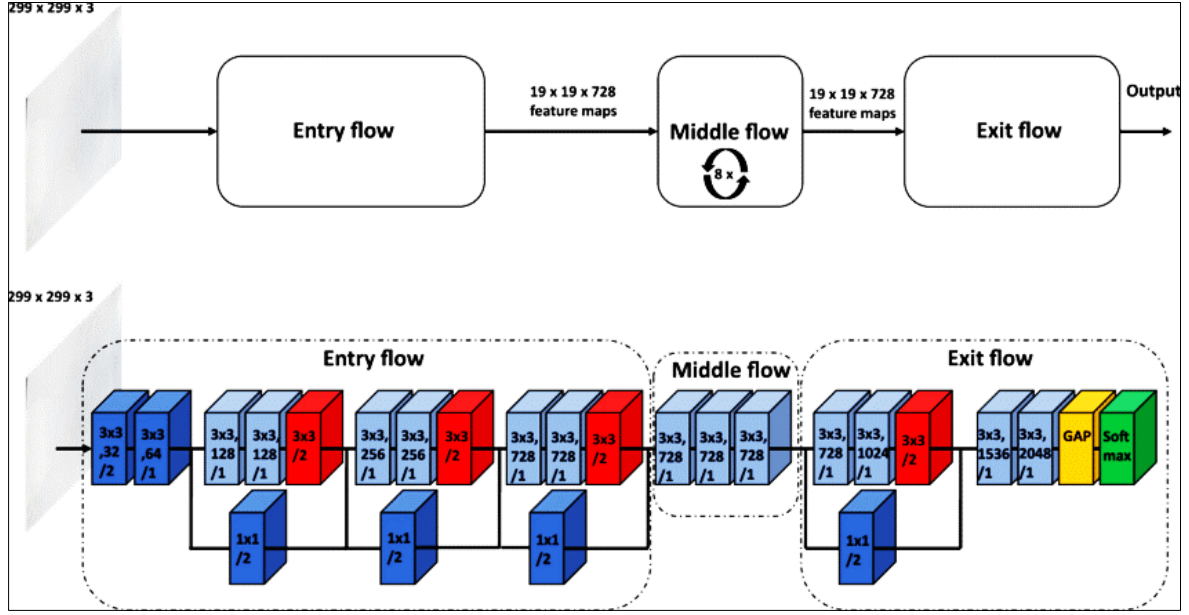 299 x 299 x 3
Entry flow
19 x 19 x 728
feature maps
Middle flow
8 x
19 x 19 x 728
feature maps
Exit flow
Output
299 x 299 x 3
Entry flow
Middle flow
Exit flow
3x3
,32
/2
3x3
,64
/1
3x3,
128
/1
3x3,
128
/1
3x3
/2
3x3,
256
/1
3x3,
256
/1
3x3
/2
3x3,
728
/1
3x3,
728
/1
3x3
/2
3x3,
728
/1
3x3,
728
/1
3x3,
728
/1
3x3,
728
/1
3x3,
1024
/1
3x3
/2
3x3,
1536
/1
3x3,
2048
/1
GAP
Soft
max
1x1
/2
1x1
/2
1x1
/2
1x1
/2